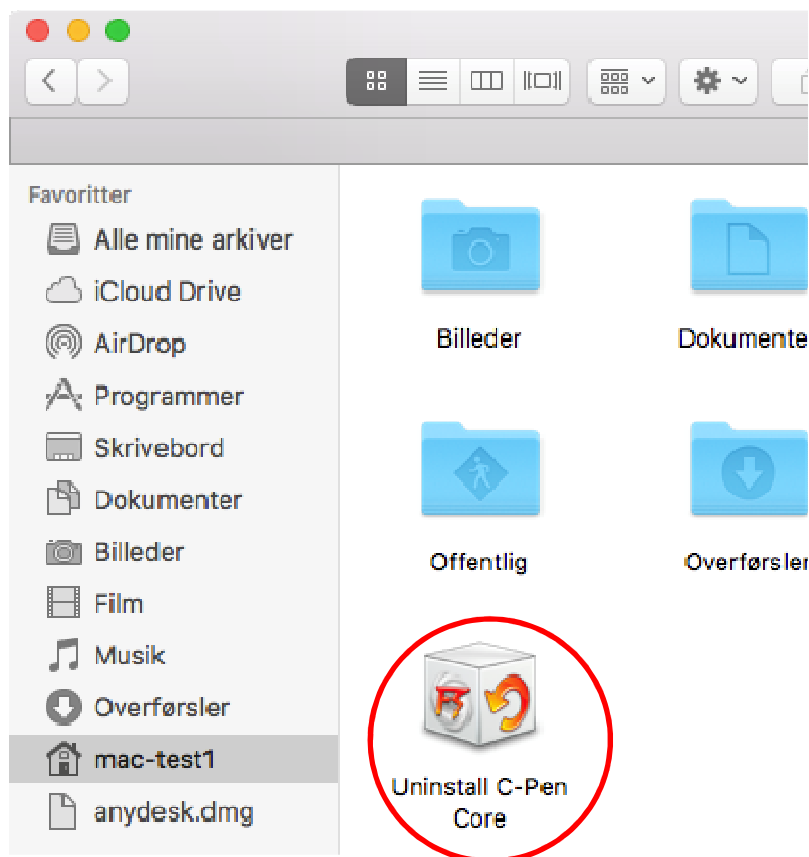 Favoritter
Alle mine arkiver
iCloud Drive
AirDrop
Programmer
Skrivebord
Dokumenter
Billeder
Film
Musik
Overførsler
mac-test1
anydesk.dmg
Billeder
Dokumente
Offentlig
Overførsler
Uninstall C-Pen
Core